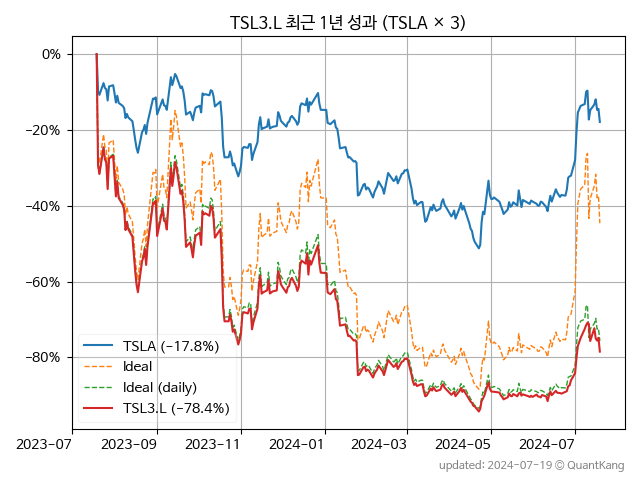 TSL3.L 최근 1년 성과 (TSLA × 3)
0%
−20%
−40%
−60%
−80%
TSLA (−17.8%)
Ideal
Ideal (daily)
TSL3.L (−78.4%)
2023-07 2023-09 2023-11 2024-01 2024-03 2024-05 2024-07
updated: 2024-07-19 © QuantKang